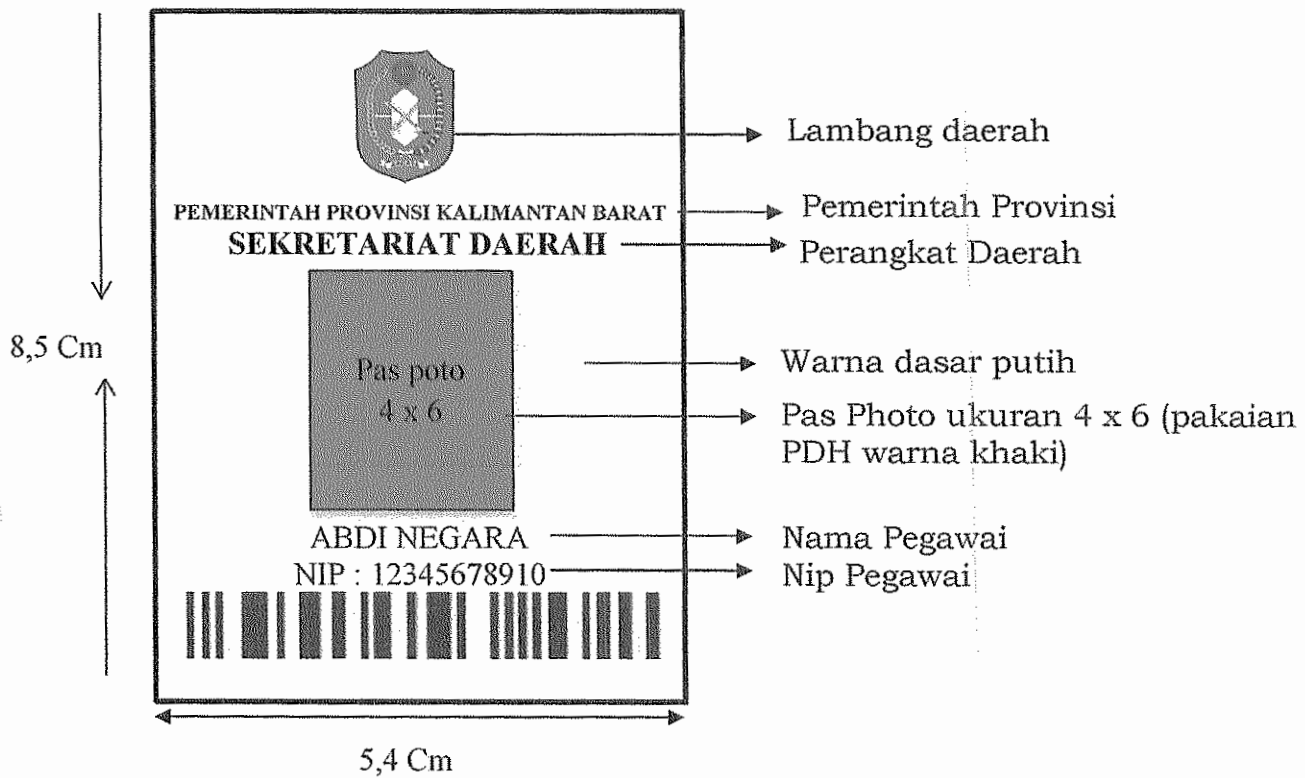 Lambang daerah
PEMERINTAH PROVINSI KALIMANTAN BARAT
Pemerintah Provinsi
SEKRETARIAT DAERAH
Perangkat Daerah
8,5 Cm
Pas poto
4 x 6
Warna dasar putih
Pas Photo ukuran 4 x 6 (pakaian
PDH warna khaki)
ABDI NEGARA
Nama Pegawai
NIP : 12345678910
Nip Pegawai
5,4 Cm